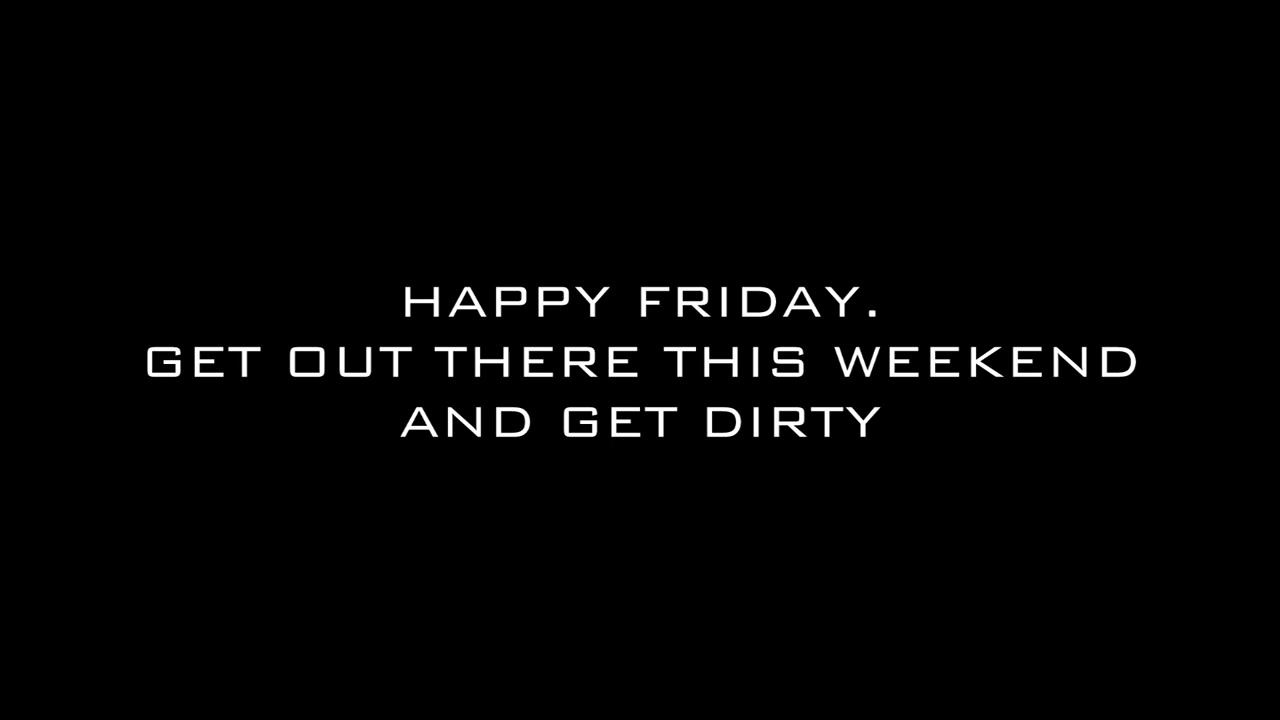 HAPPY FRIDAY.
GET OUT THERE THIS WEEKEND
AND GET DIRTY